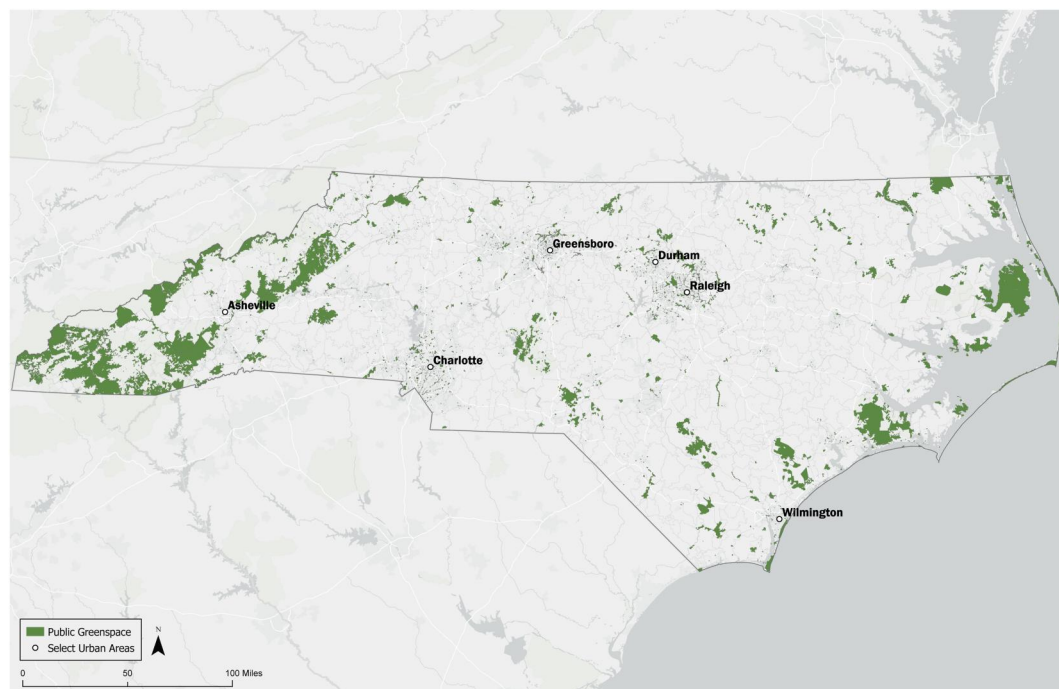 Greensboro
Durham
Raleigh
Asheville
Charlotte
Wilmington
Public Greenspace
Select Urban Areas
N
0 50 100 Miles